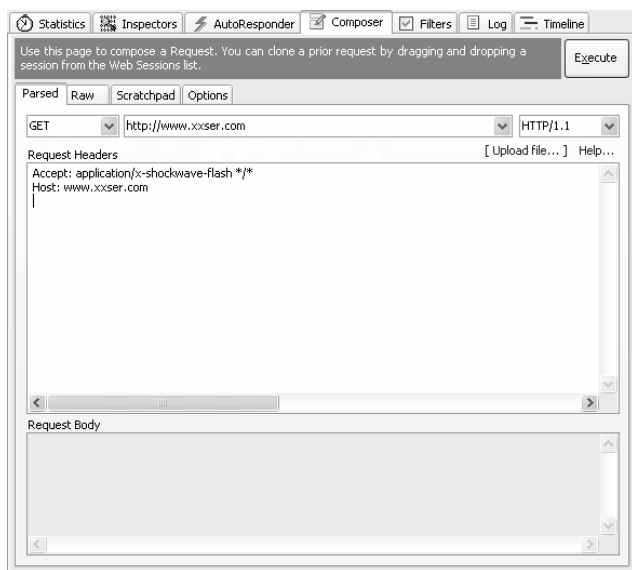 Statistics Inspectors AutoResponder Composer Filters Log Timeline
Use this page to compose a Request. You can clone a prior request by dragging and dropping a
session from the Web Sessions list.
Execute
Parsed Raw Scratchpad Options
GET http://www.xxser.com HTTP/1.1
Request Headers [ Upload file... ] Help...
Accept: application/x-shockwave-flash */*
Host: www.xxser.com
Request Body